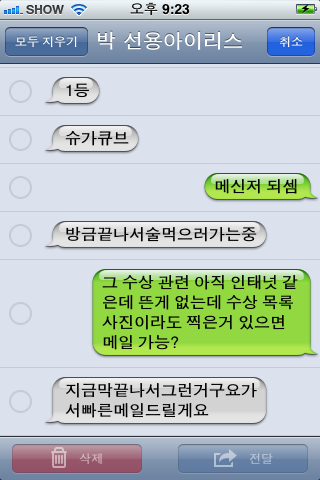 SHOW 오후 9:23
모두 지우기 박 선용아이리스 취소
1등
슈가큐브
메신저 되셈
방금끝나서술먹으러가는중
그 수상 관련 아직 인태넛 같
은데 뜬게 없는데 수상 목록
사진이라도 찍은거 있으면
메일 가능?
지금막끝나서그런거구요가
서빠른메일드릴게요
삭제 전달